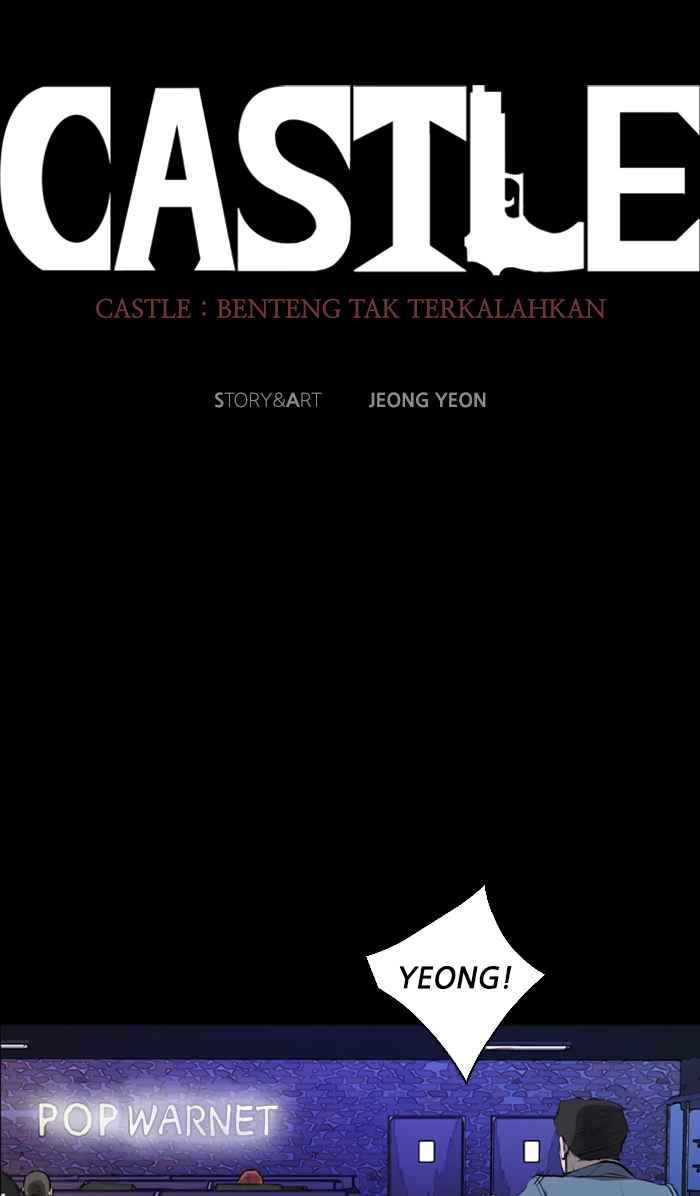 CASTLE
CASTLE : BENTENG TAK TERKALAHKAN
STORY&ART JEONG YEON
YEONG!
POP WARNET